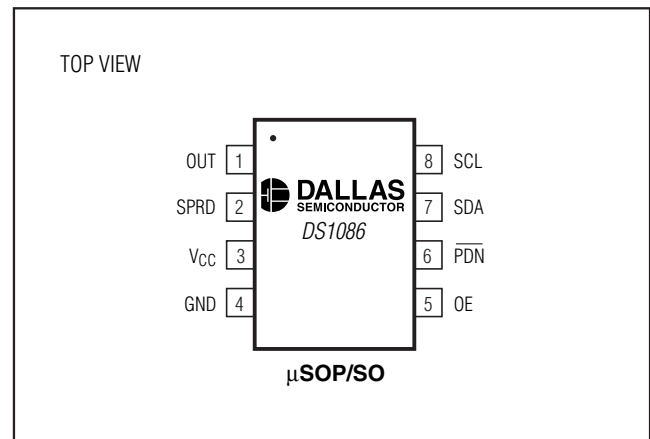 TOP VIEW
OUT 1
SPRD 2
VCC 3
GND 4
DALLAS
SEMICONDUCTOR
DS1086
8 SCL
7 SDA
6 PDN
5 OE
μSOP/SO